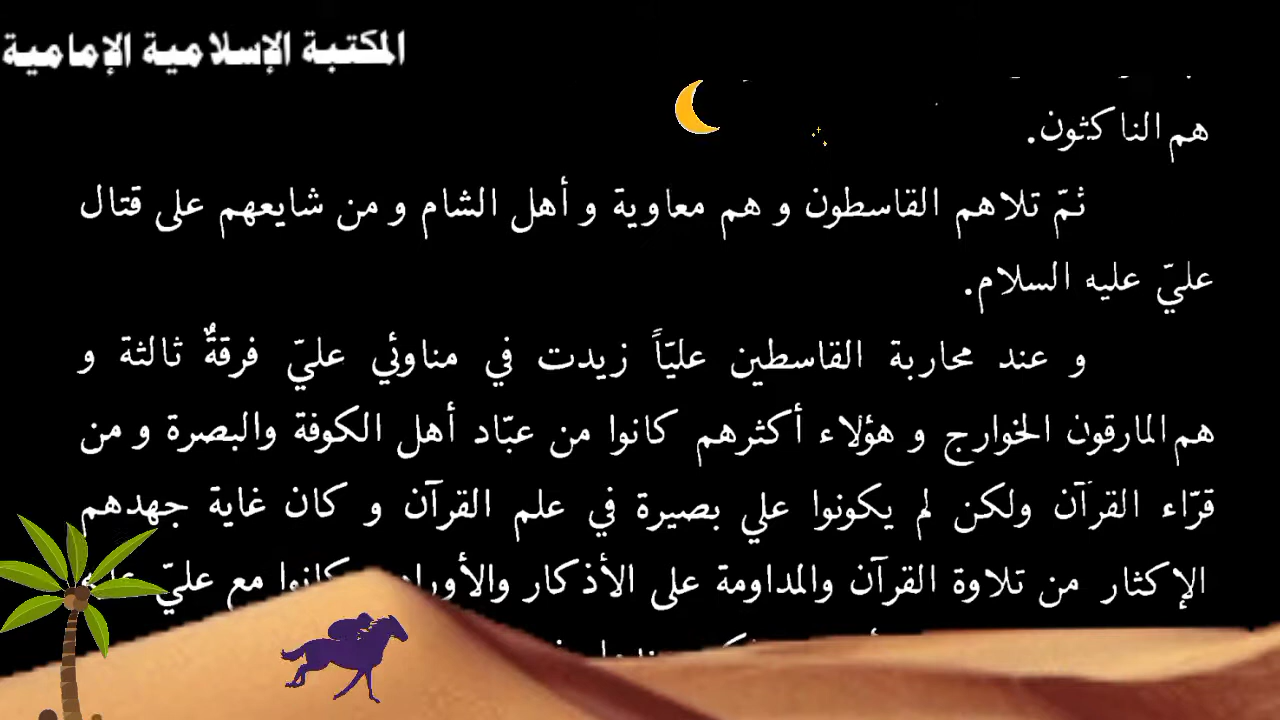 المكتبة الإسلامية الإمامية
هم الناكثون.
ثمّ تلاهم القاسطون و هم معاوية و أهل الشام و من شايعهم على قتال
عليّ عليه السلام.
و عند محاربة القاسطين عليّاً زيدت في مناوئي عليّ فرقةٌ ثالثة و
هم المارقون الخوارج و هؤلاء أكثرهم كانوا من عبّاد أهل الكوفة والبصرة و من
قرّاء القرآن ولكن لم يكونوا علي بصيرة في علم القرآن و كان غاية جهدهم
الإكثار من تلاوة القرآن والمداومة على الأذكار والأوراد كانوا مع عليّ